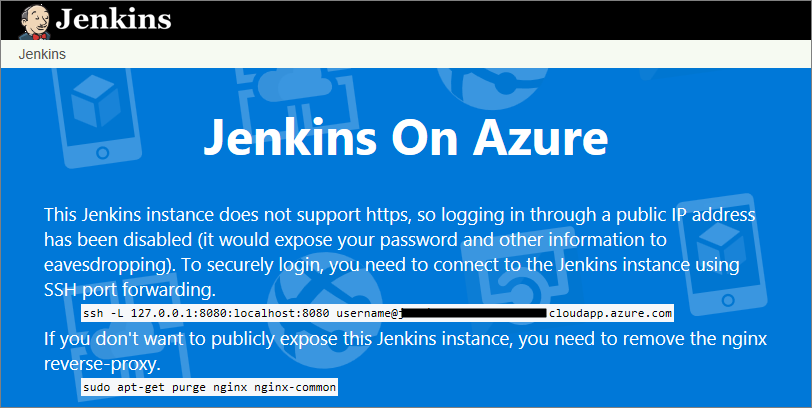 Jenkins
Jenkins
Jenkins On Azure
This Jenkins instance does not support https, so logging in through a public IP address
has been disabled (it would expose your password and other information to
eavesdropping). To securely login, you need to connect to the Jenkins instance using
SSH port forwarding.
ssh -L 127.0.0.1:8080:localhost:8080 username@ cloudapp.azure.com
If you don't want to publicly expose this Jenkins instance, you need to remove the nginx
reverse-proxy.
sudo apt-get purge nginx nginx-common